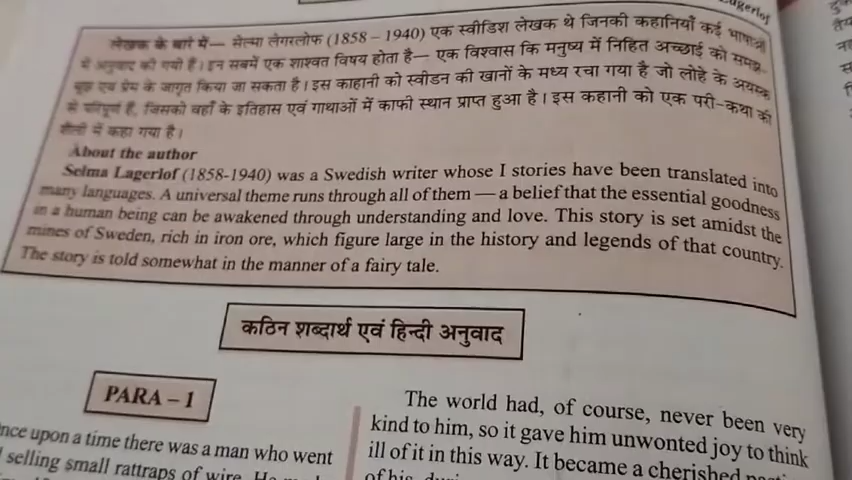 agerlof
लेखक के बारे में— सेल्मा लेगरलोफ (1858 – 1940) एक स्वीडिश लेखक थे जिनकी कहानियाँ कई भाषाओं
में अनुवाद की गयी हैं। इन सबमें एक शाश्वत विषय होता है— एक विश्वास कि मनुष्य में निहित अच्छाई को समझ-
बूझ एवं प्रेम के जागृत किया जा सकता है। इस काहानी को स्वीडन की खानों के मध्य रचा गया है जो लोहे के अयस्क
से परिपूर्ण हैं, जिसको वहाँ के इतिहास एवं गाथाओं में काफी स्थान प्राप्त हुआ है। इस कहानी को एक परी-कथा की
शैली में कहा गया है।
About the author
Selma Lagerlof (1858-1940) was a Swedish writer whose I stories have been translated into
many languages. A universal theme runs through all of them — a belief that the essential goodness
in a human being can be awakened through understanding and love. This story is set amidst the
mines of Sweden, rich in iron ore, which figure large in the history and legends of that country.
The story is told somewhat in the manner of a fairy tale.
कठिन शब्दार्थ एवं हिन्दी अनुवाद
PARA – 1
nce upon a time there was a man who went
selling small rattraps of wire. He
The world had, of course, never been very
kind to him, so it gave him unwonted joy to think
ill of it in this way. It became a cherished
of his